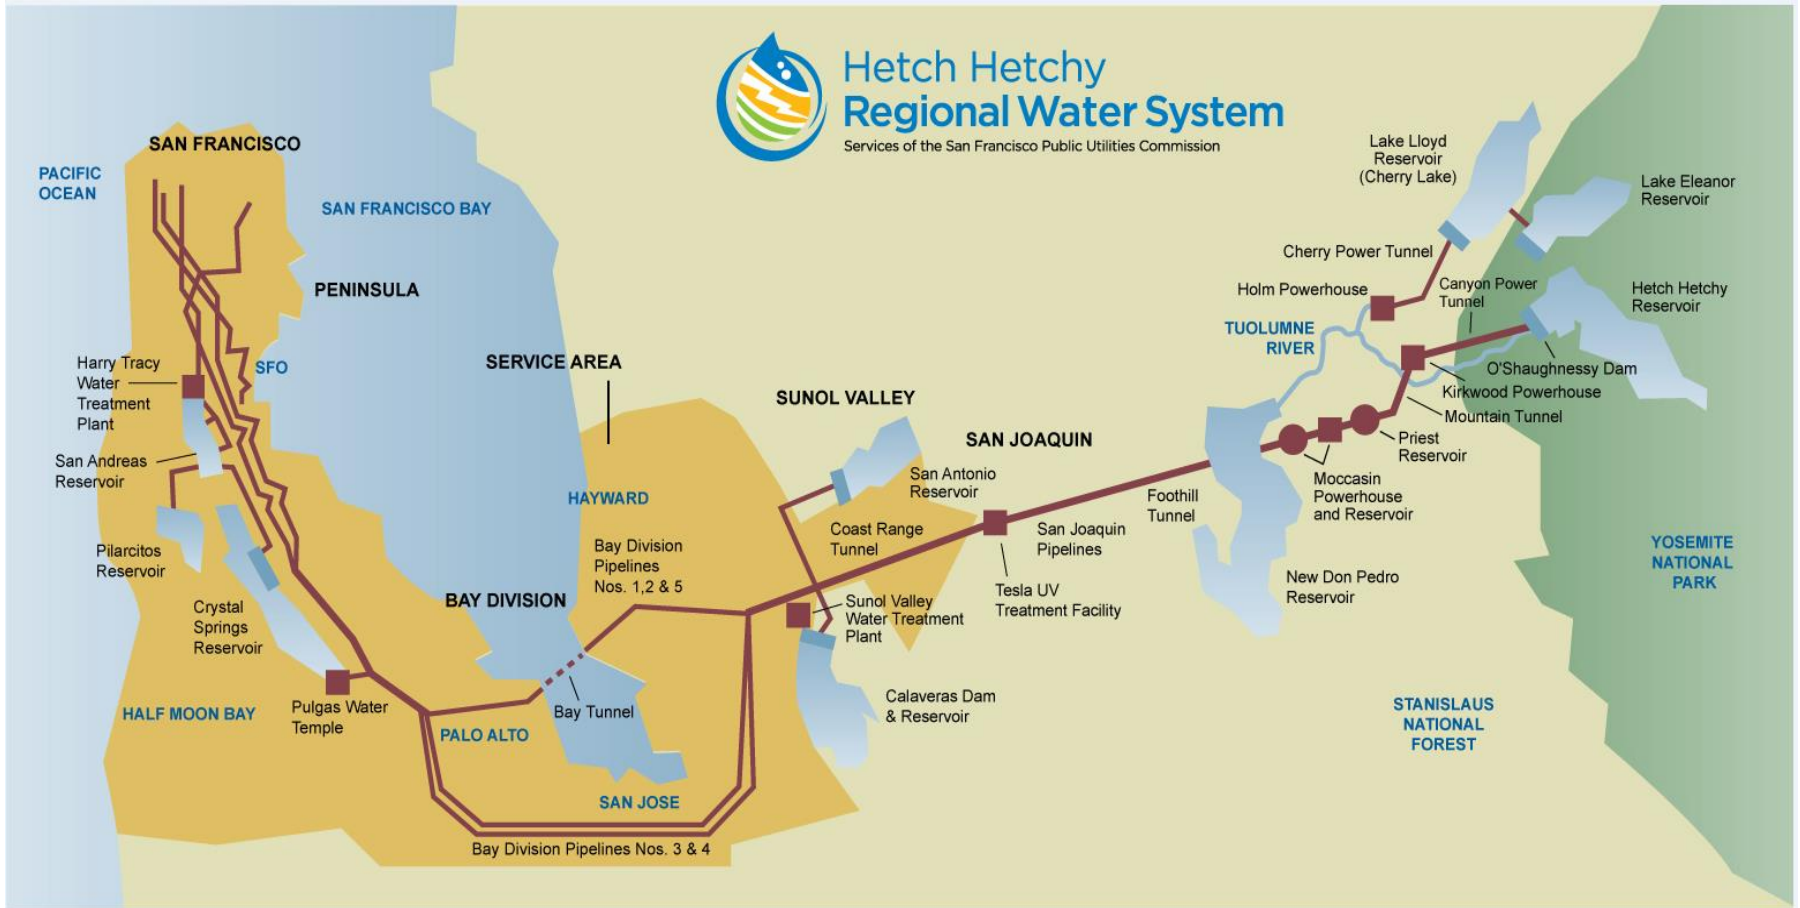 Hetch Hetchy
Regional Water System
Services of the San Francisco Public Utilities Commission
SAN FRANCISCO
PACIFIC
OCEAN
SAN FRANCISCO BAY
PENINSULA
Harry Tracy
Water
Treatment
Plant
SFO
San Andreas
Reservoir
Pilarcitos
Reservoir
Crystal
Springs
Reservoir
HALF MOON BAY
Pulgas Water
Temple
PALO ALTO
BAY DIVISION
Bay Tunnel
SAN JOSE
Bay Division Pipelines Nos. 3 & 4
SERVICE AREA
HAYWARD
Bay Division
Pipelines
Nos. 1,2 & 5
SUNOL VALLEY
San Antonio
Reservoir
Coast Range
Tunnel
Sunol Valley
Water Treatment
Plant
Calaveras Dam
& Reservoir
SAN JOAQUIN
San Joaquin
Pipelines
Tesla UV
Treatment Facility
Foothill
Tunnel
New Don Pedro
Reservoir
Moccasin
Powerhouse
and Reservoir
Priest
Reservoir
Mountain Tunnel
Kirkwood Powerhouse
O'Shaughnessy Dam
Canyon Power
Tunnel
TUOLUMNE
RIVER
Holm Powerhouse
Cherry Power Tunnel
Lake Lloyd
Reservoir
(Cherry Lake)
Lake Eleanor
Reservoir
Hetch Hetchy
Reservoir
YOSEMITE
NATIONAL
PARK
STANISLAUS
NATIONAL
FOREST